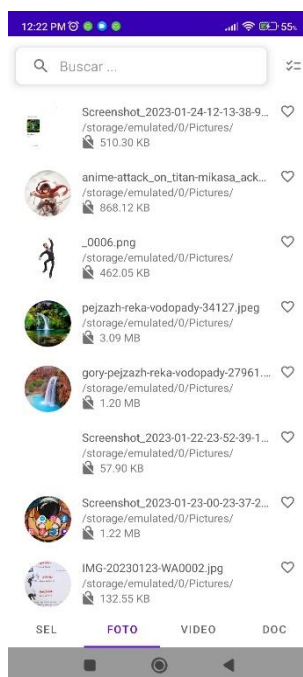 12:22 PM
55
Buscar ...
Screenshot_2023-01-24-12-13-38-9...
/storage/emulated/0/Pictures/
510.30 KB
anime-attack_on_titan-mikasa_ack...
/storage/emulated/0/Pictures/
868.12 KB
_0006.png
/storage/emulated/0/Pictures/
462.05 KB
pejzazh-reka-vodopady-34127.jpeg
/storage/emulated/0/Pictures/
3.09 MB
gory-pejzazh-reka-vodopady-27961....
/storage/emulated/0/Pictures/
1.20 MB
Screenshot_2023-01-22-23-52-39-1...
/storage/emulated/0/Pictures/
57.90 KB
Screenshot_2023-01-23-00-23-37-2...
/storage/emulated/0/Pictures/
1.22 MB
IMG-20230123-WA0002.jpg
/storage/emulated/0/Pictures/
132.55 KB
SEL FOTO VIDEO DOC